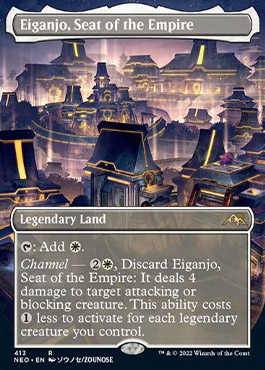 Eiganjo, Seat of the Empire
Legendary Land
: Add .
Channel — 2, Discard Eiganjo,
Seat of the Empire: It deals 4
damage to target attacking or
blocking creature. This ability costs
1 less to activate for each legendary
creature you control.
413 R
NEO • EN ゾウノセ/ZOUNOSE
™ & © 2022 Wizards of the Coast